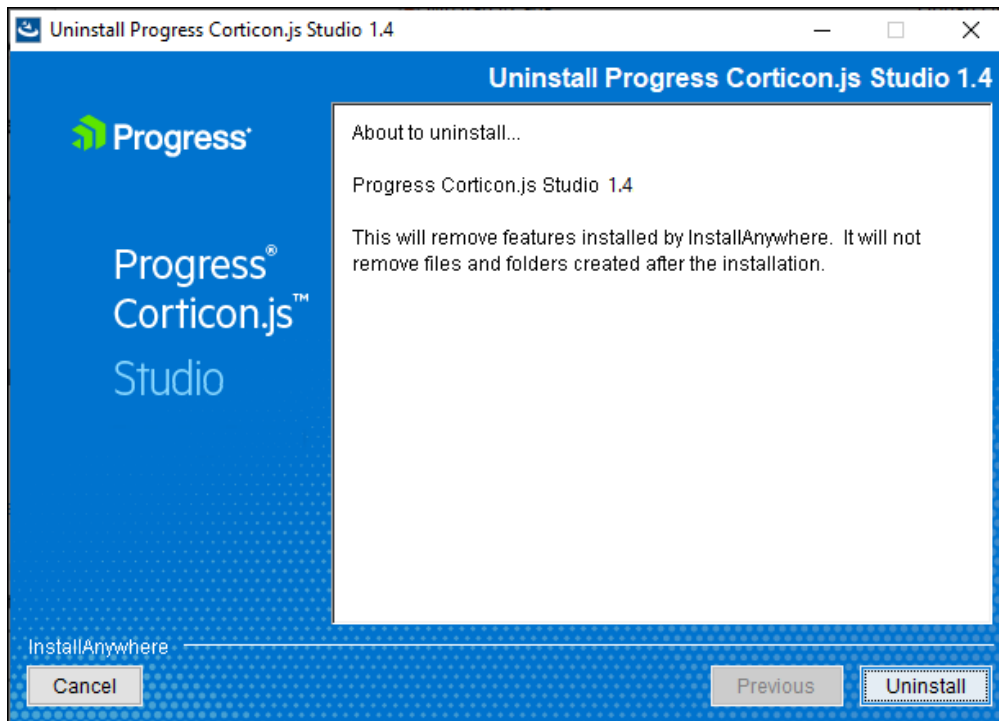 Uninstall Progress Corticon.js Studio 1.4
Uninstall Progress Corticon.js Studio 1.4
Progress
About to uninstall...
Progress Corticon.js Studio 1.4
This will remove features installed by InstallAnywhere. It will not
remove files and folders created after the installation.
Progress®
Corticon.js™
Studio
InstallAnywhere
Cancel
Previous
Uninstall